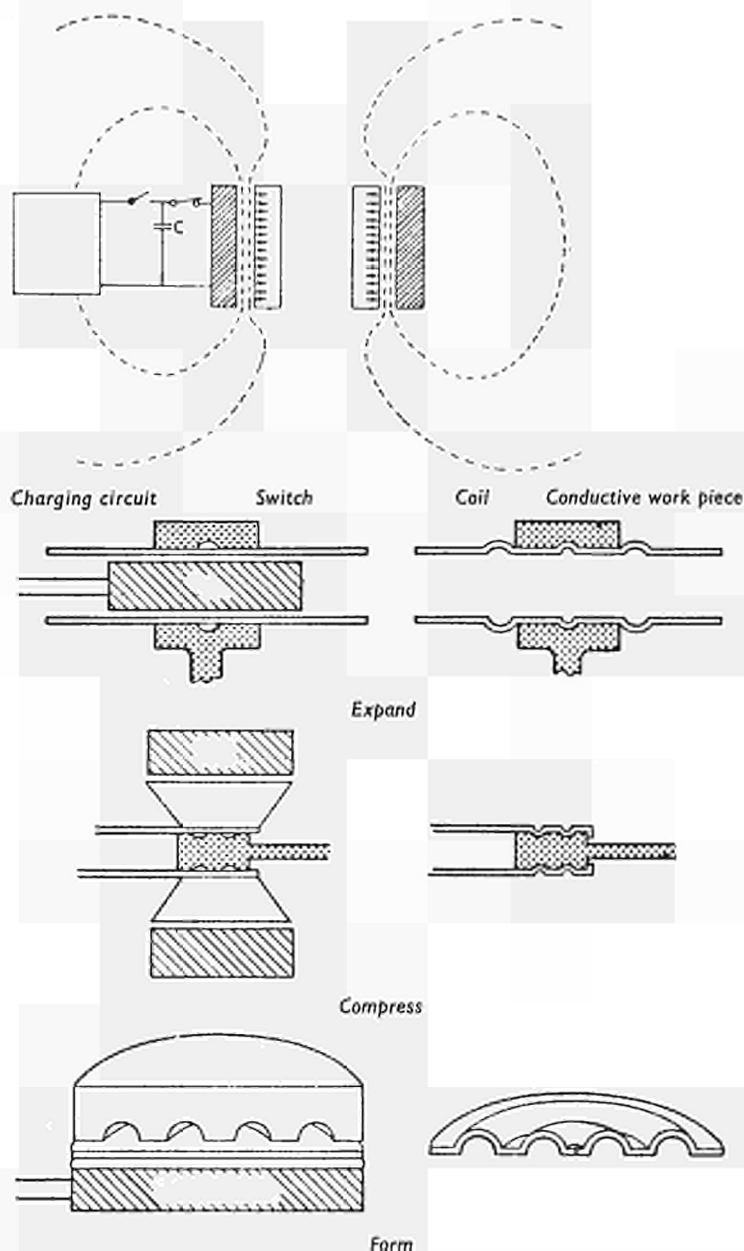 C
Charging circuit Switch Coil Conductive work piece
Expand
Compress
Form